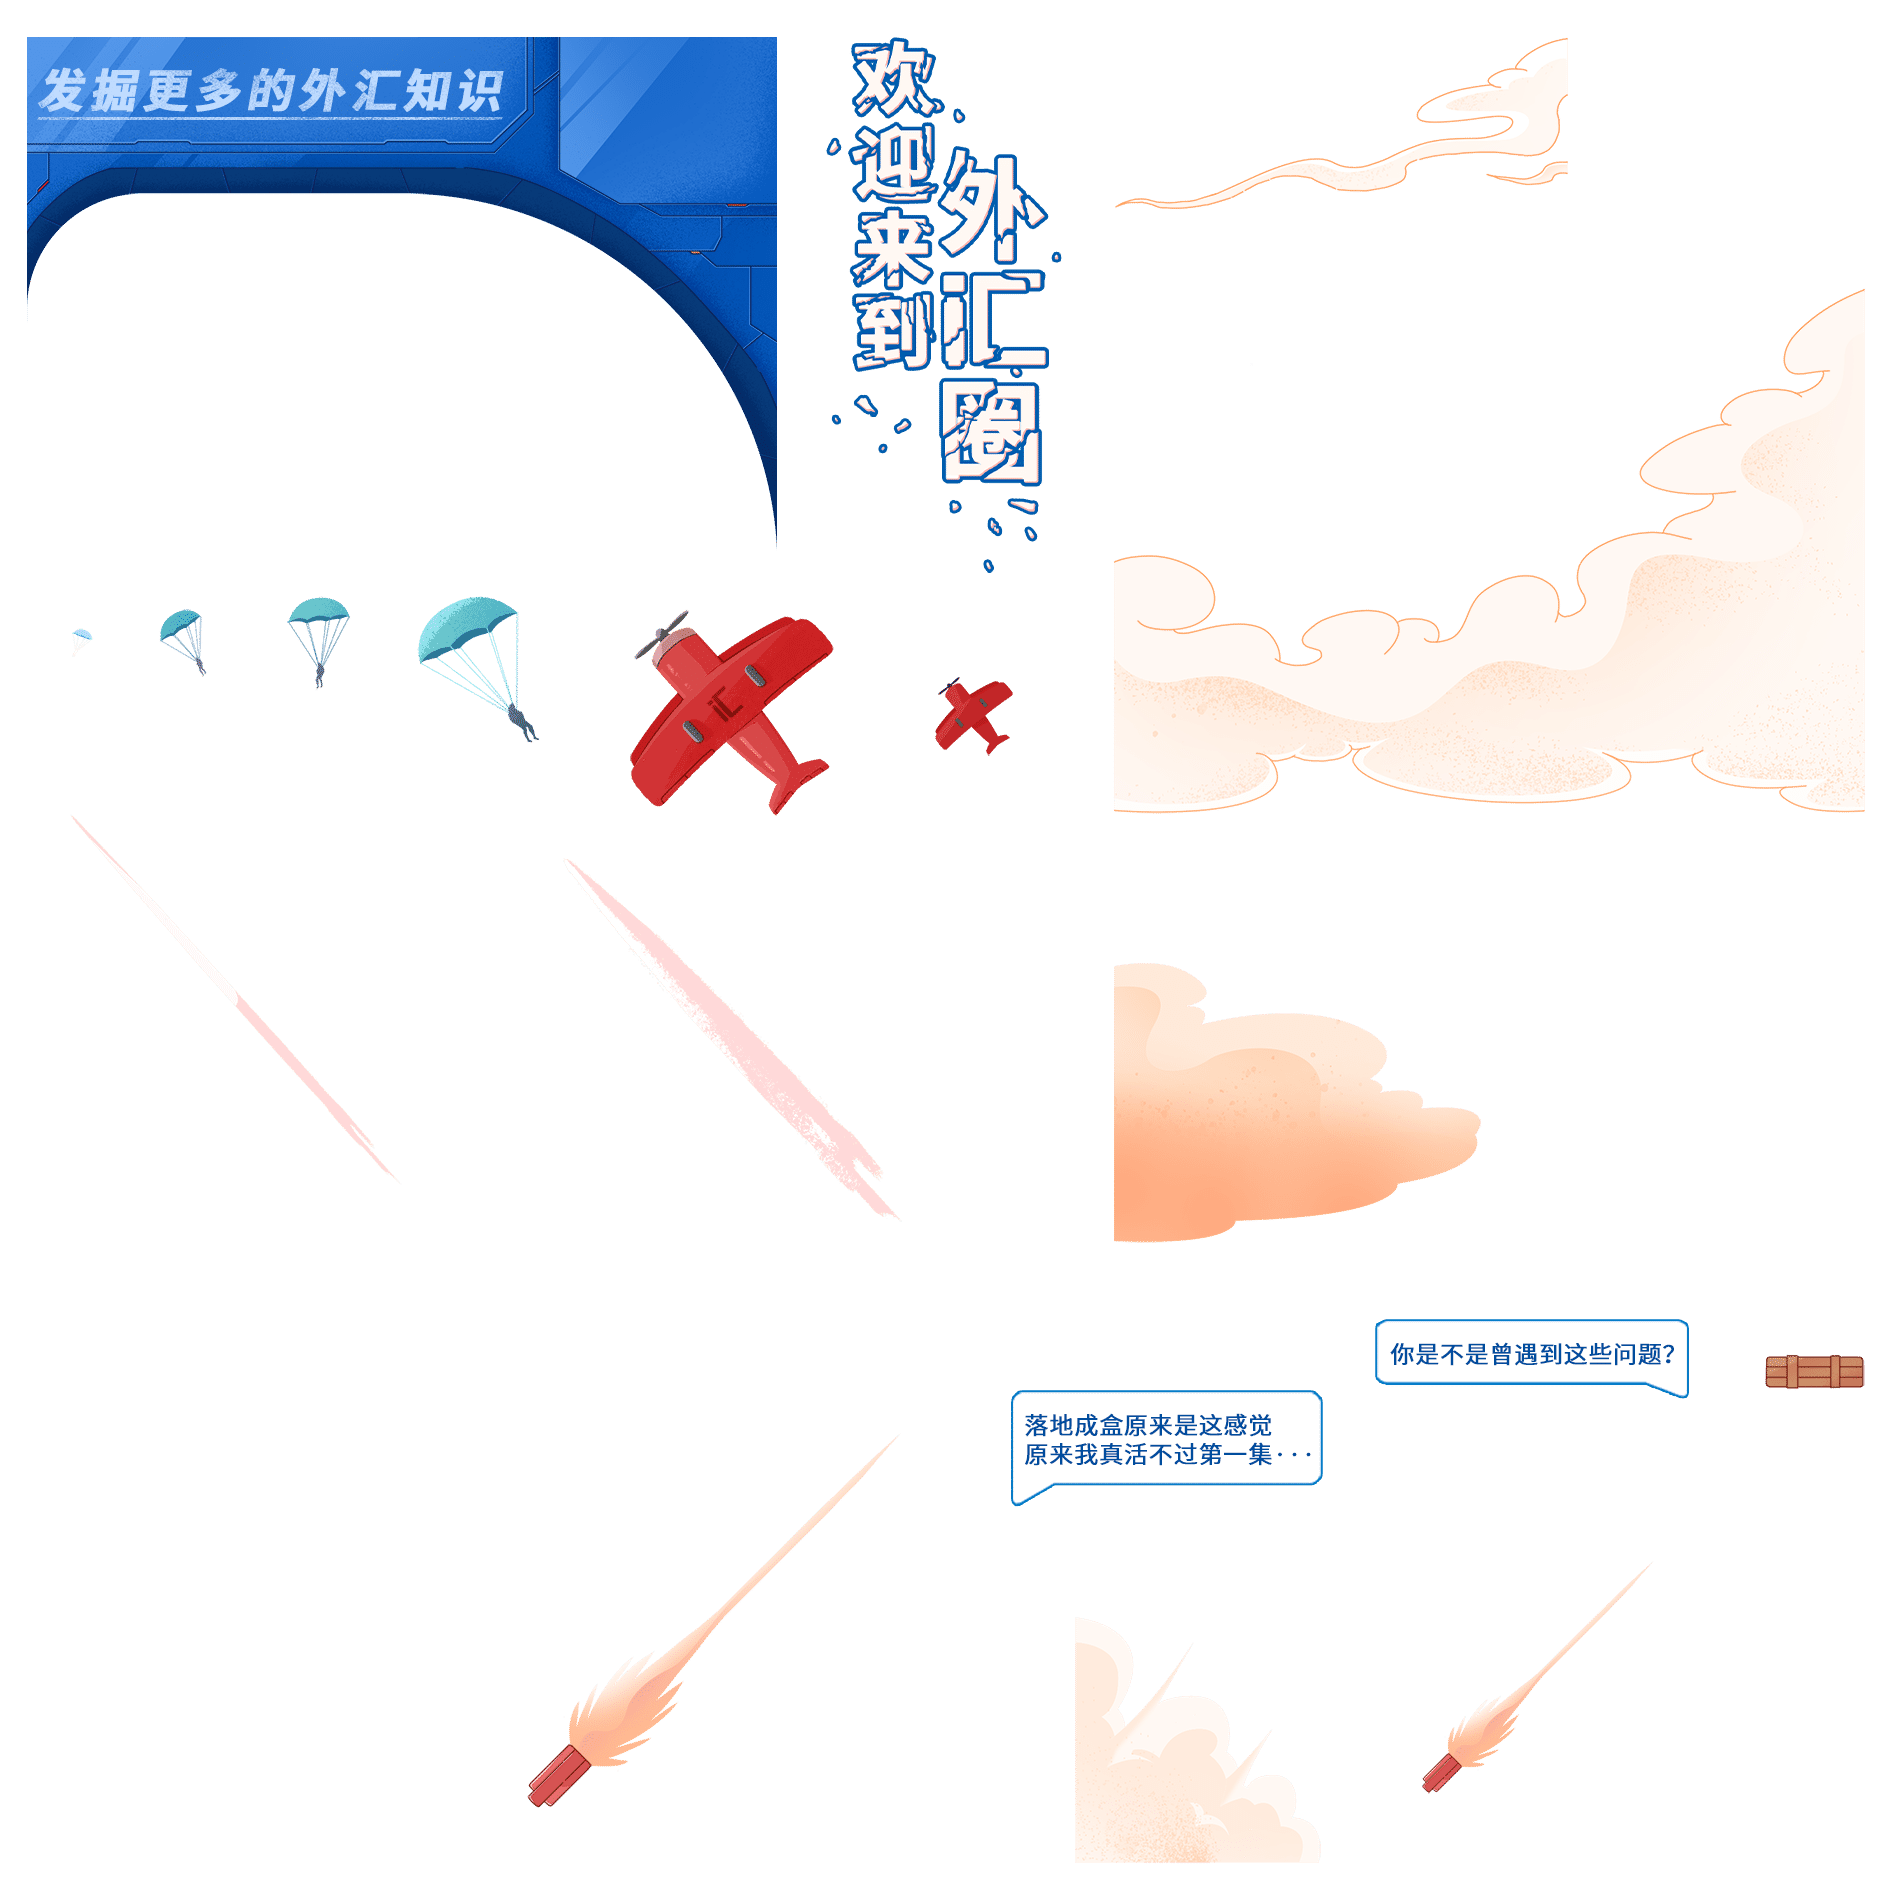 发掘更多的外汇知识
欢迎来到
外汇圈
你是不是曾遇到这些问题?
落地成盒原来是这感觉
原来我真活不过第一集···